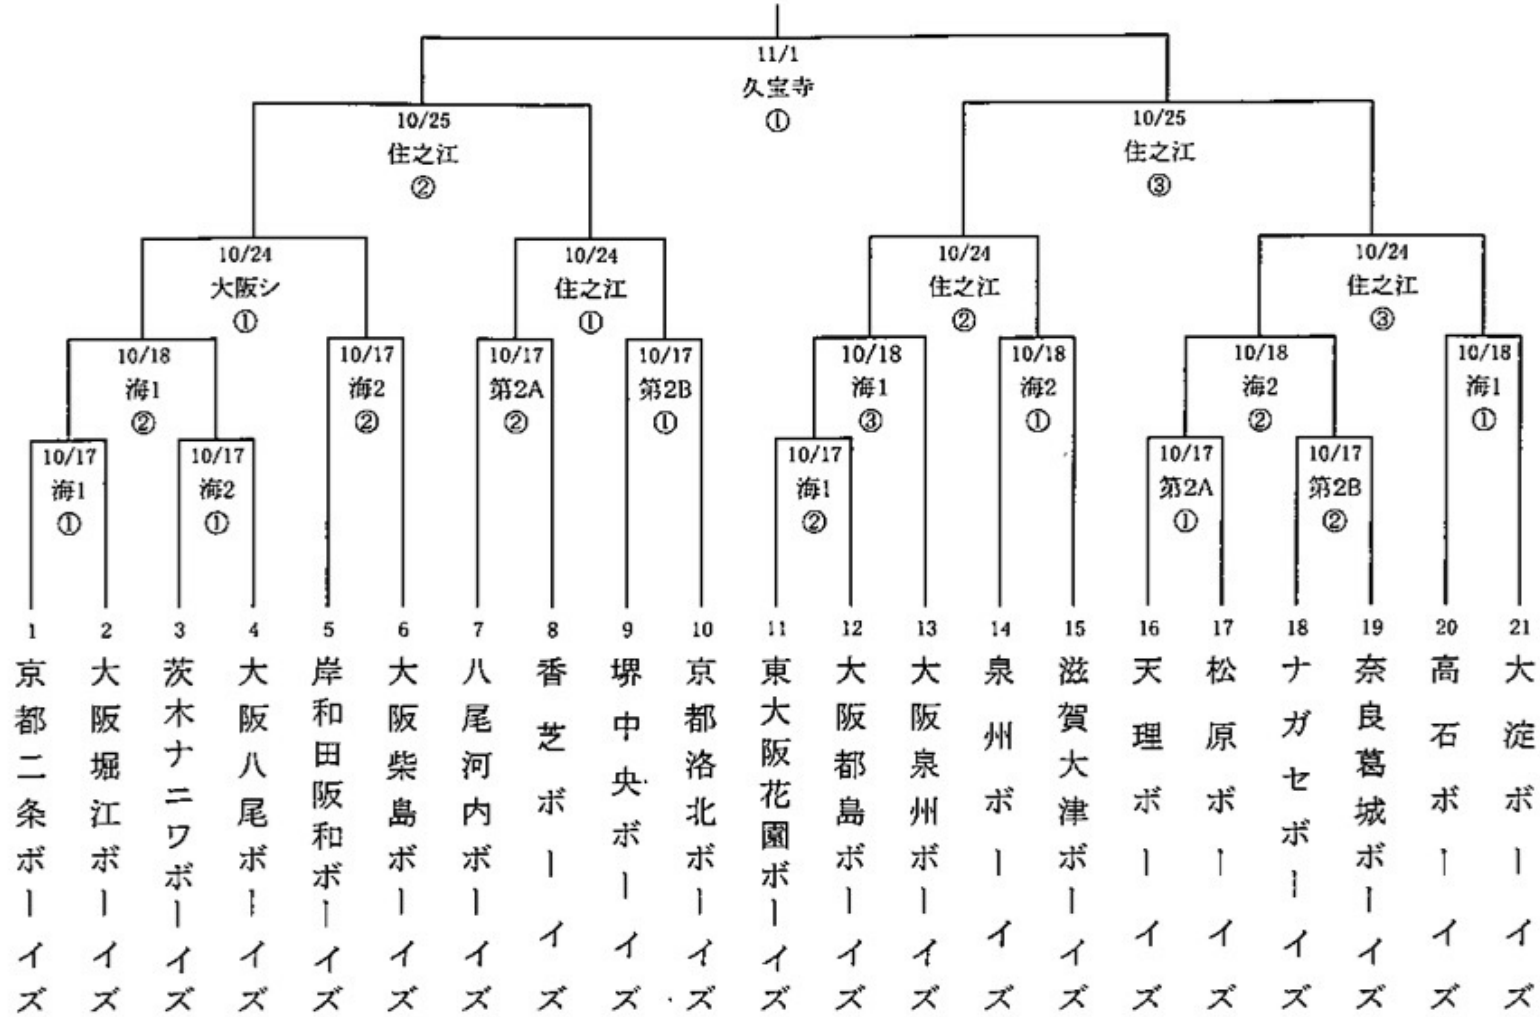 11/1
久宝寺
①
10/25
住之江
②
10/25
住之江
③
10/24
大阪シ
①
10/24
住之江
①
10/24
住之江
②
10/24
住之江
③
10/18
海1
②
10/17
海2
②
10/17
第2A
②
10/17
第2B
①
10/18
海1
③
10/18
海2
①
10/18
海2
②
10/18
海1
①
10/17
海1
①
10/17
海2
①
10/17
海1
②
10/17
第2A
①
10/17
第2B
②
1
京都二条ボーイズ
2
大阪堀江ボーイズ
3
茨木ナニワボーイズ
4
大阪八尾ボーイズ
5
岸和田阪和ボーイズ
6
大阪柴島ボーイズ
7
八尾河内ボーイズ
8
香芝ボーイズ
9
堺中央ボーイズ
10
京都洛北ボーイズ
11
東大阪花園ボーイズ
12
大阪都島ボーイズ
13
大阪泉州ボーイズ
14
泉州ボーイズ
15
滋賀大津ボーイズ
16
天理ボーイズ
17
松原ボーイズ
18
ナガセボーイズ
19
奈良葛城ボーイズ
20
高石ボーイズ
21
大淀ボーイズ